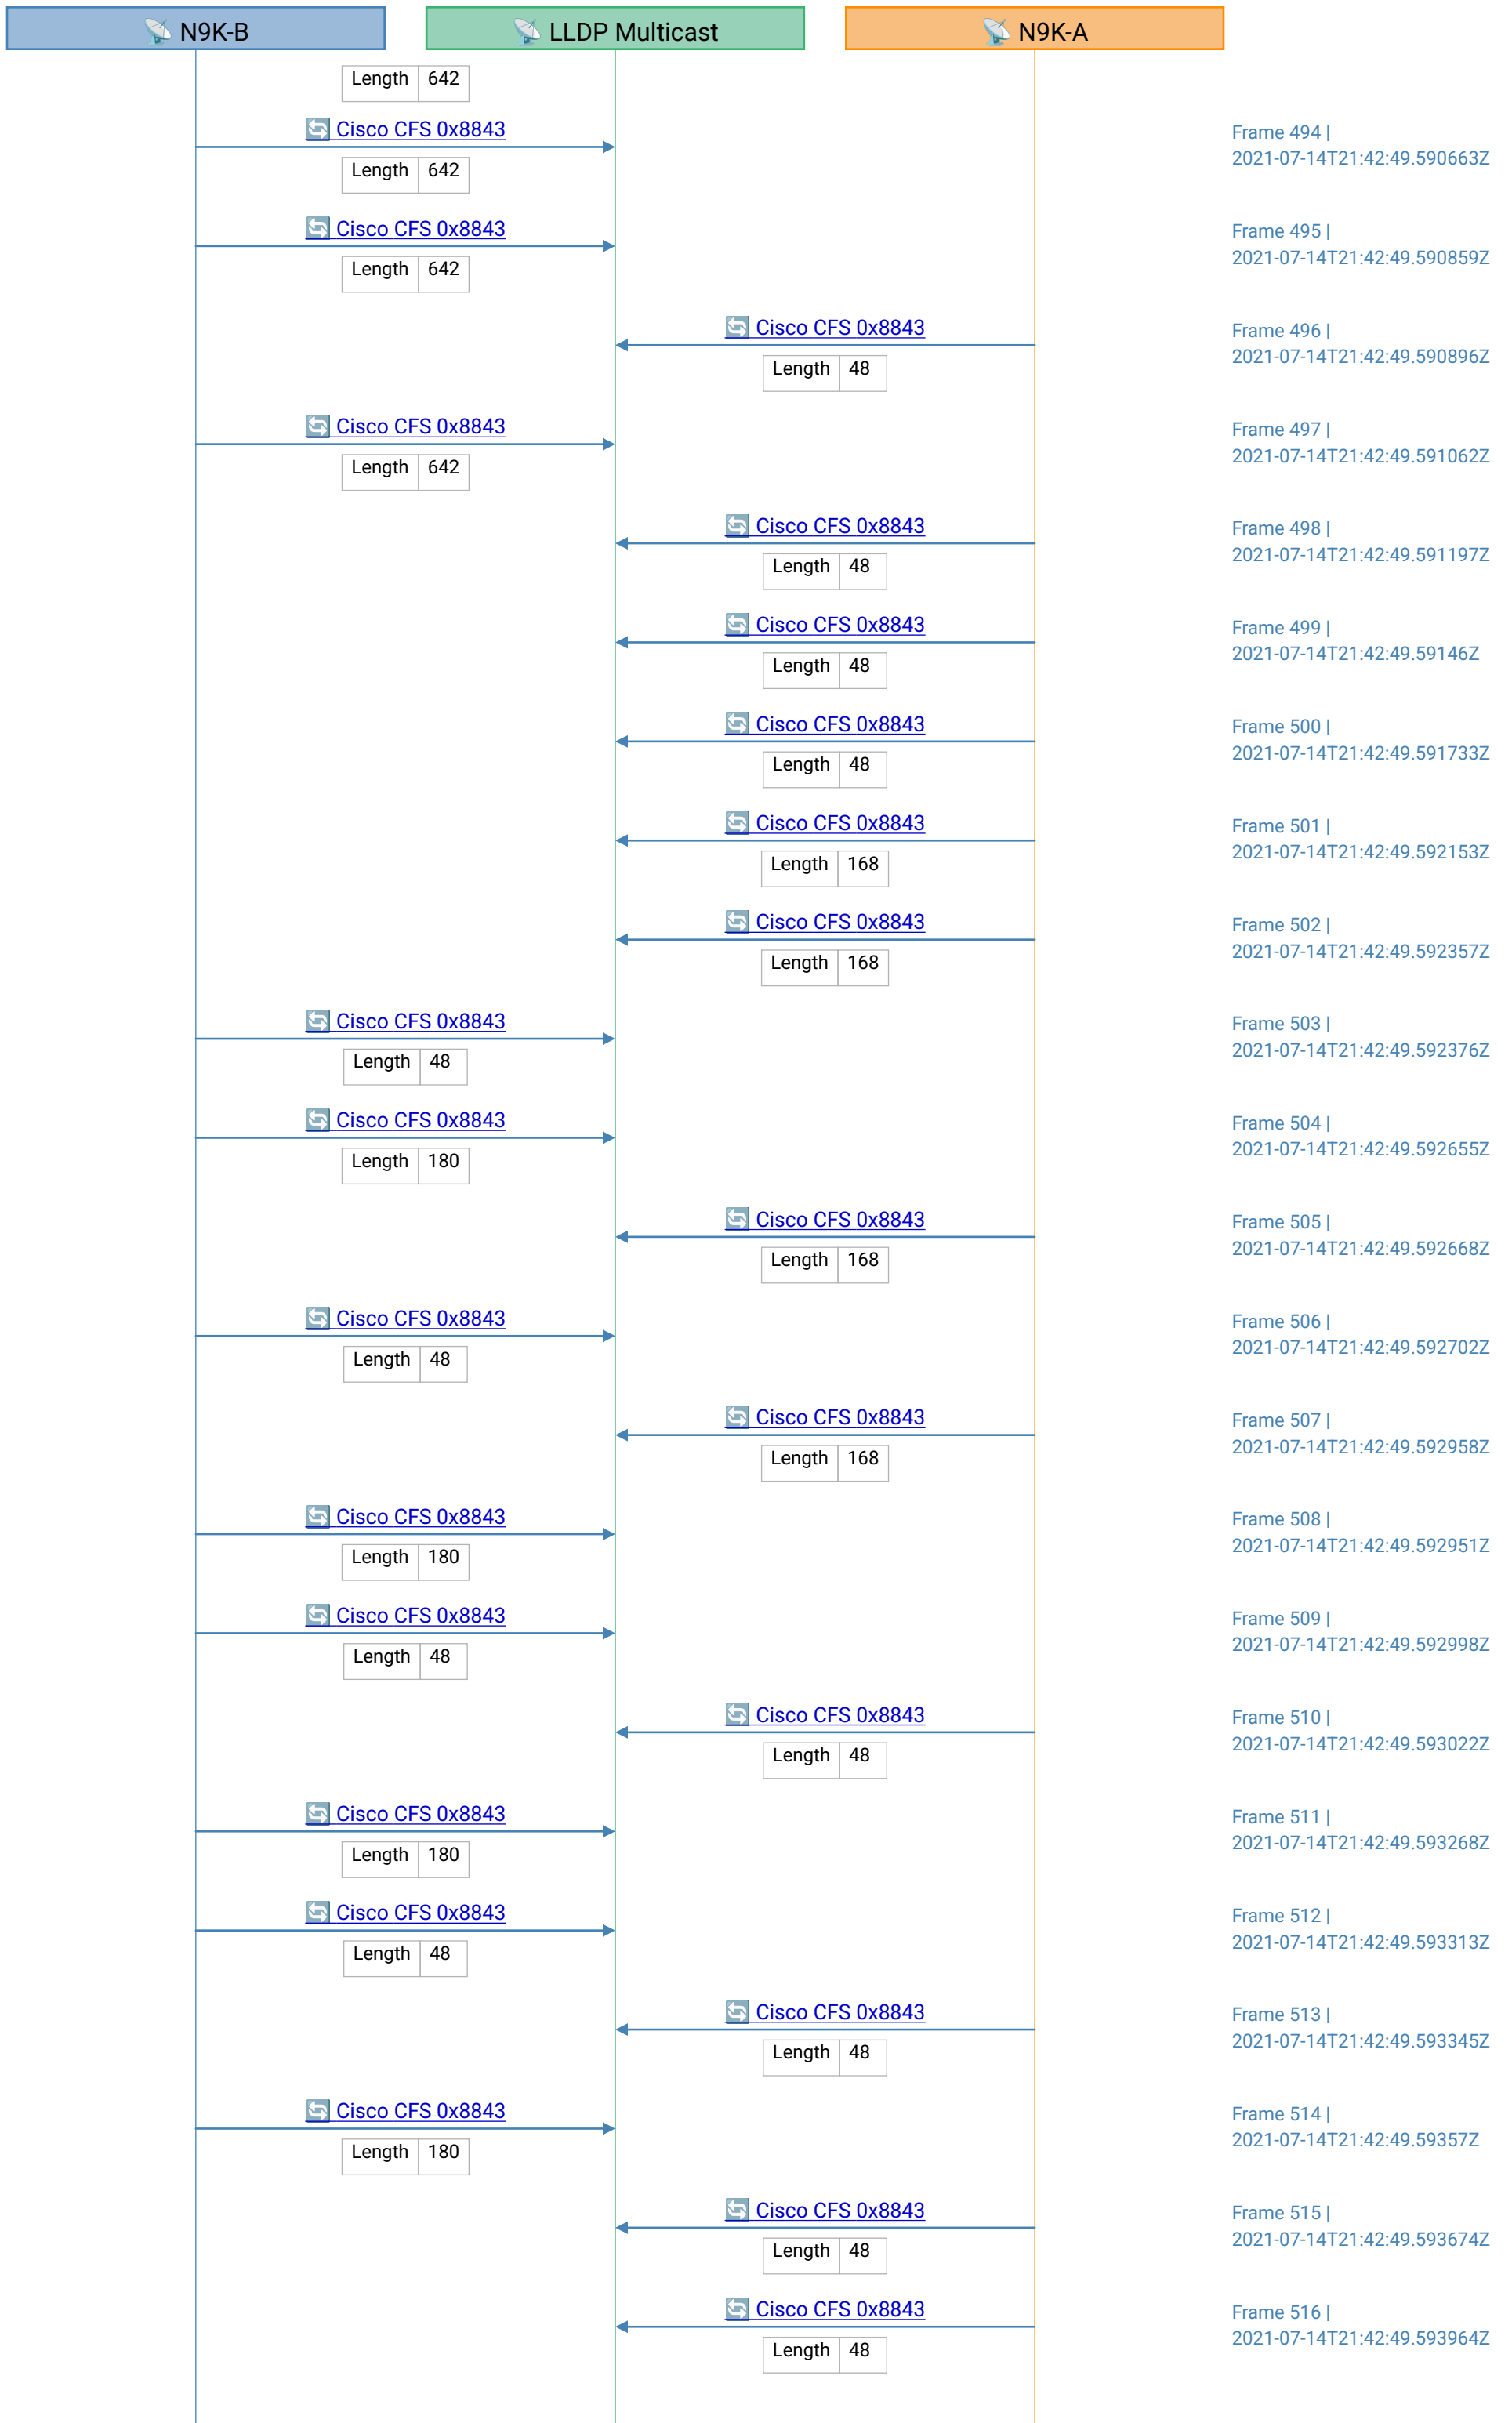 N9K-B LLDP Multicast N9K-A
Length 642
Cisco CFS 0x8843 Frame 494 |
2021-07-14T21:42:49.590663Z
Length 642
Cisco CFS 0x8843 Frame 495 |
2021-07-14T21:42:49.590859Z
Length 642
Cisco CFS 0x8843 Frame 496 |
2021-07-14T21:42:49.590896Z
Length 48
Cisco CFS 0x8843 Frame 497 |
2021-07-14T21:42:49.591062Z
Length 642
Cisco CFS 0x8843 Frame 498 |
2021-07-14T21:42:49.591197Z
Length 48
Cisco CFS 0x8843 Frame 499 |
2021-07-14T21:42:49.59146Z
Length 48
Cisco CFS 0x8843 Frame 500 |
2021-07-14T21:42:49.591733Z
Length 48
Cisco CFS 0x8843 Frame 501 |
2021-07-14T21:42:49.592153Z
Length 168
Cisco CFS 0x8843 Frame 502 |
2021-07-14T21:42:49.592357Z
Length 168
Cisco CFS 0x8843 Frame 503 |
2021-07-14T21:42:49.592376Z
Length 48
Cisco CFS 0x8843 Frame 504 |
2021-07-14T21:42:49.592655Z
Length 180
Cisco CFS 0x8843 Frame 505 |
2021-07-14T21:42:49.592668Z
Length 168
Cisco CFS 0x8843 Frame 506 |
2021-07-14T21:42:49.592702Z
Length 48
Cisco CFS 0x8843 Frame 507 |
2021-07-14T21:42:49.592958Z
Length 168
Cisco CFS 0x8843 Frame 508 |
2021-07-14T21:42:49.592951Z
Length 180
Cisco CFS 0x8843 Frame 509 |
2021-07-14T21:42:49.592998Z
Length 48
Cisco CFS 0x8843 Frame 510 |
2021-07-14T21:42:49.593022Z
Length 48
Cisco CFS 0x8843 Frame 511 |
2021-07-14T21:42:49.593268Z
Length 180
Cisco CFS 0x8843 Frame 512 |
2021-07-14T21:42:49.593313Z
Length 48
Cisco CFS 0x8843 Frame 513 |
2021-07-14T21:42:49.593345Z
Length 48
Cisco CFS 0x8843 Frame 514 |
2021-07-14T21:42:49.59357Z
Length 180
Cisco CFS 0x8843 Frame 515 |
2021-07-14T21:42:49.593674Z
Length 48
Cisco CFS 0x8843 Frame 516 |
2021-07-14T21:42:49.593964Z
Length 48